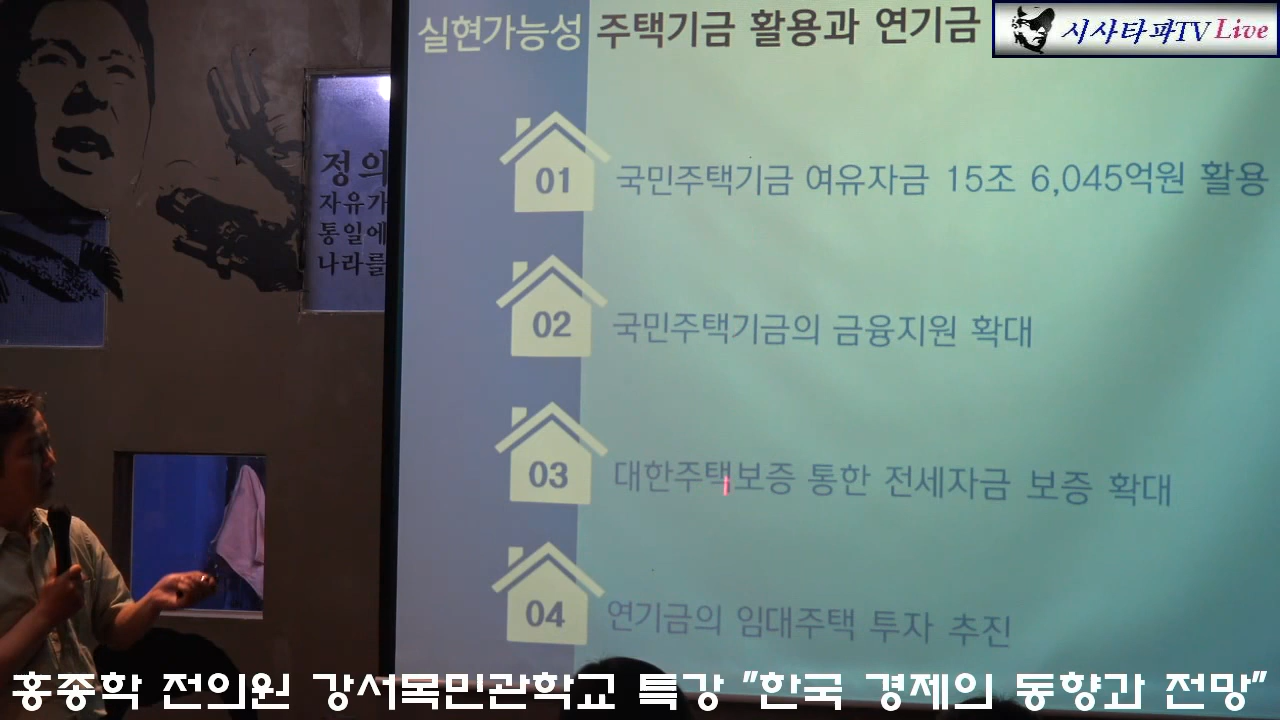 실현가능성 주택기금 활용과 연기금
시사타파TV Live
정의
자유가
통일에
나라를
01 국민주택기금 여유자금 15조 6,045억원 활용
02 국민주택기금의 금융지원 확대
03 대한주택보증 통한 전세자금 보증 확대
04 연기금의 임대주택 투자 추진
홍종학 전의원 강서목민관학교 특강 "한국 경제의 동향과 전망"